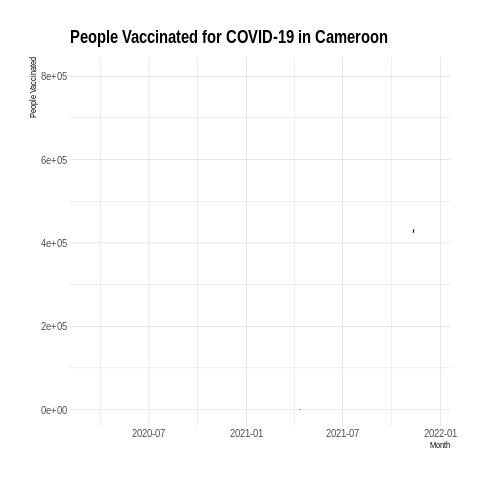 People Vaccinated for COVID-19 in Cameroon
People Vaccinated
8e+05
6e+05
4e+05
2e+05
0e+00
2020-07 2021-01 2021-07 2022-01
Month